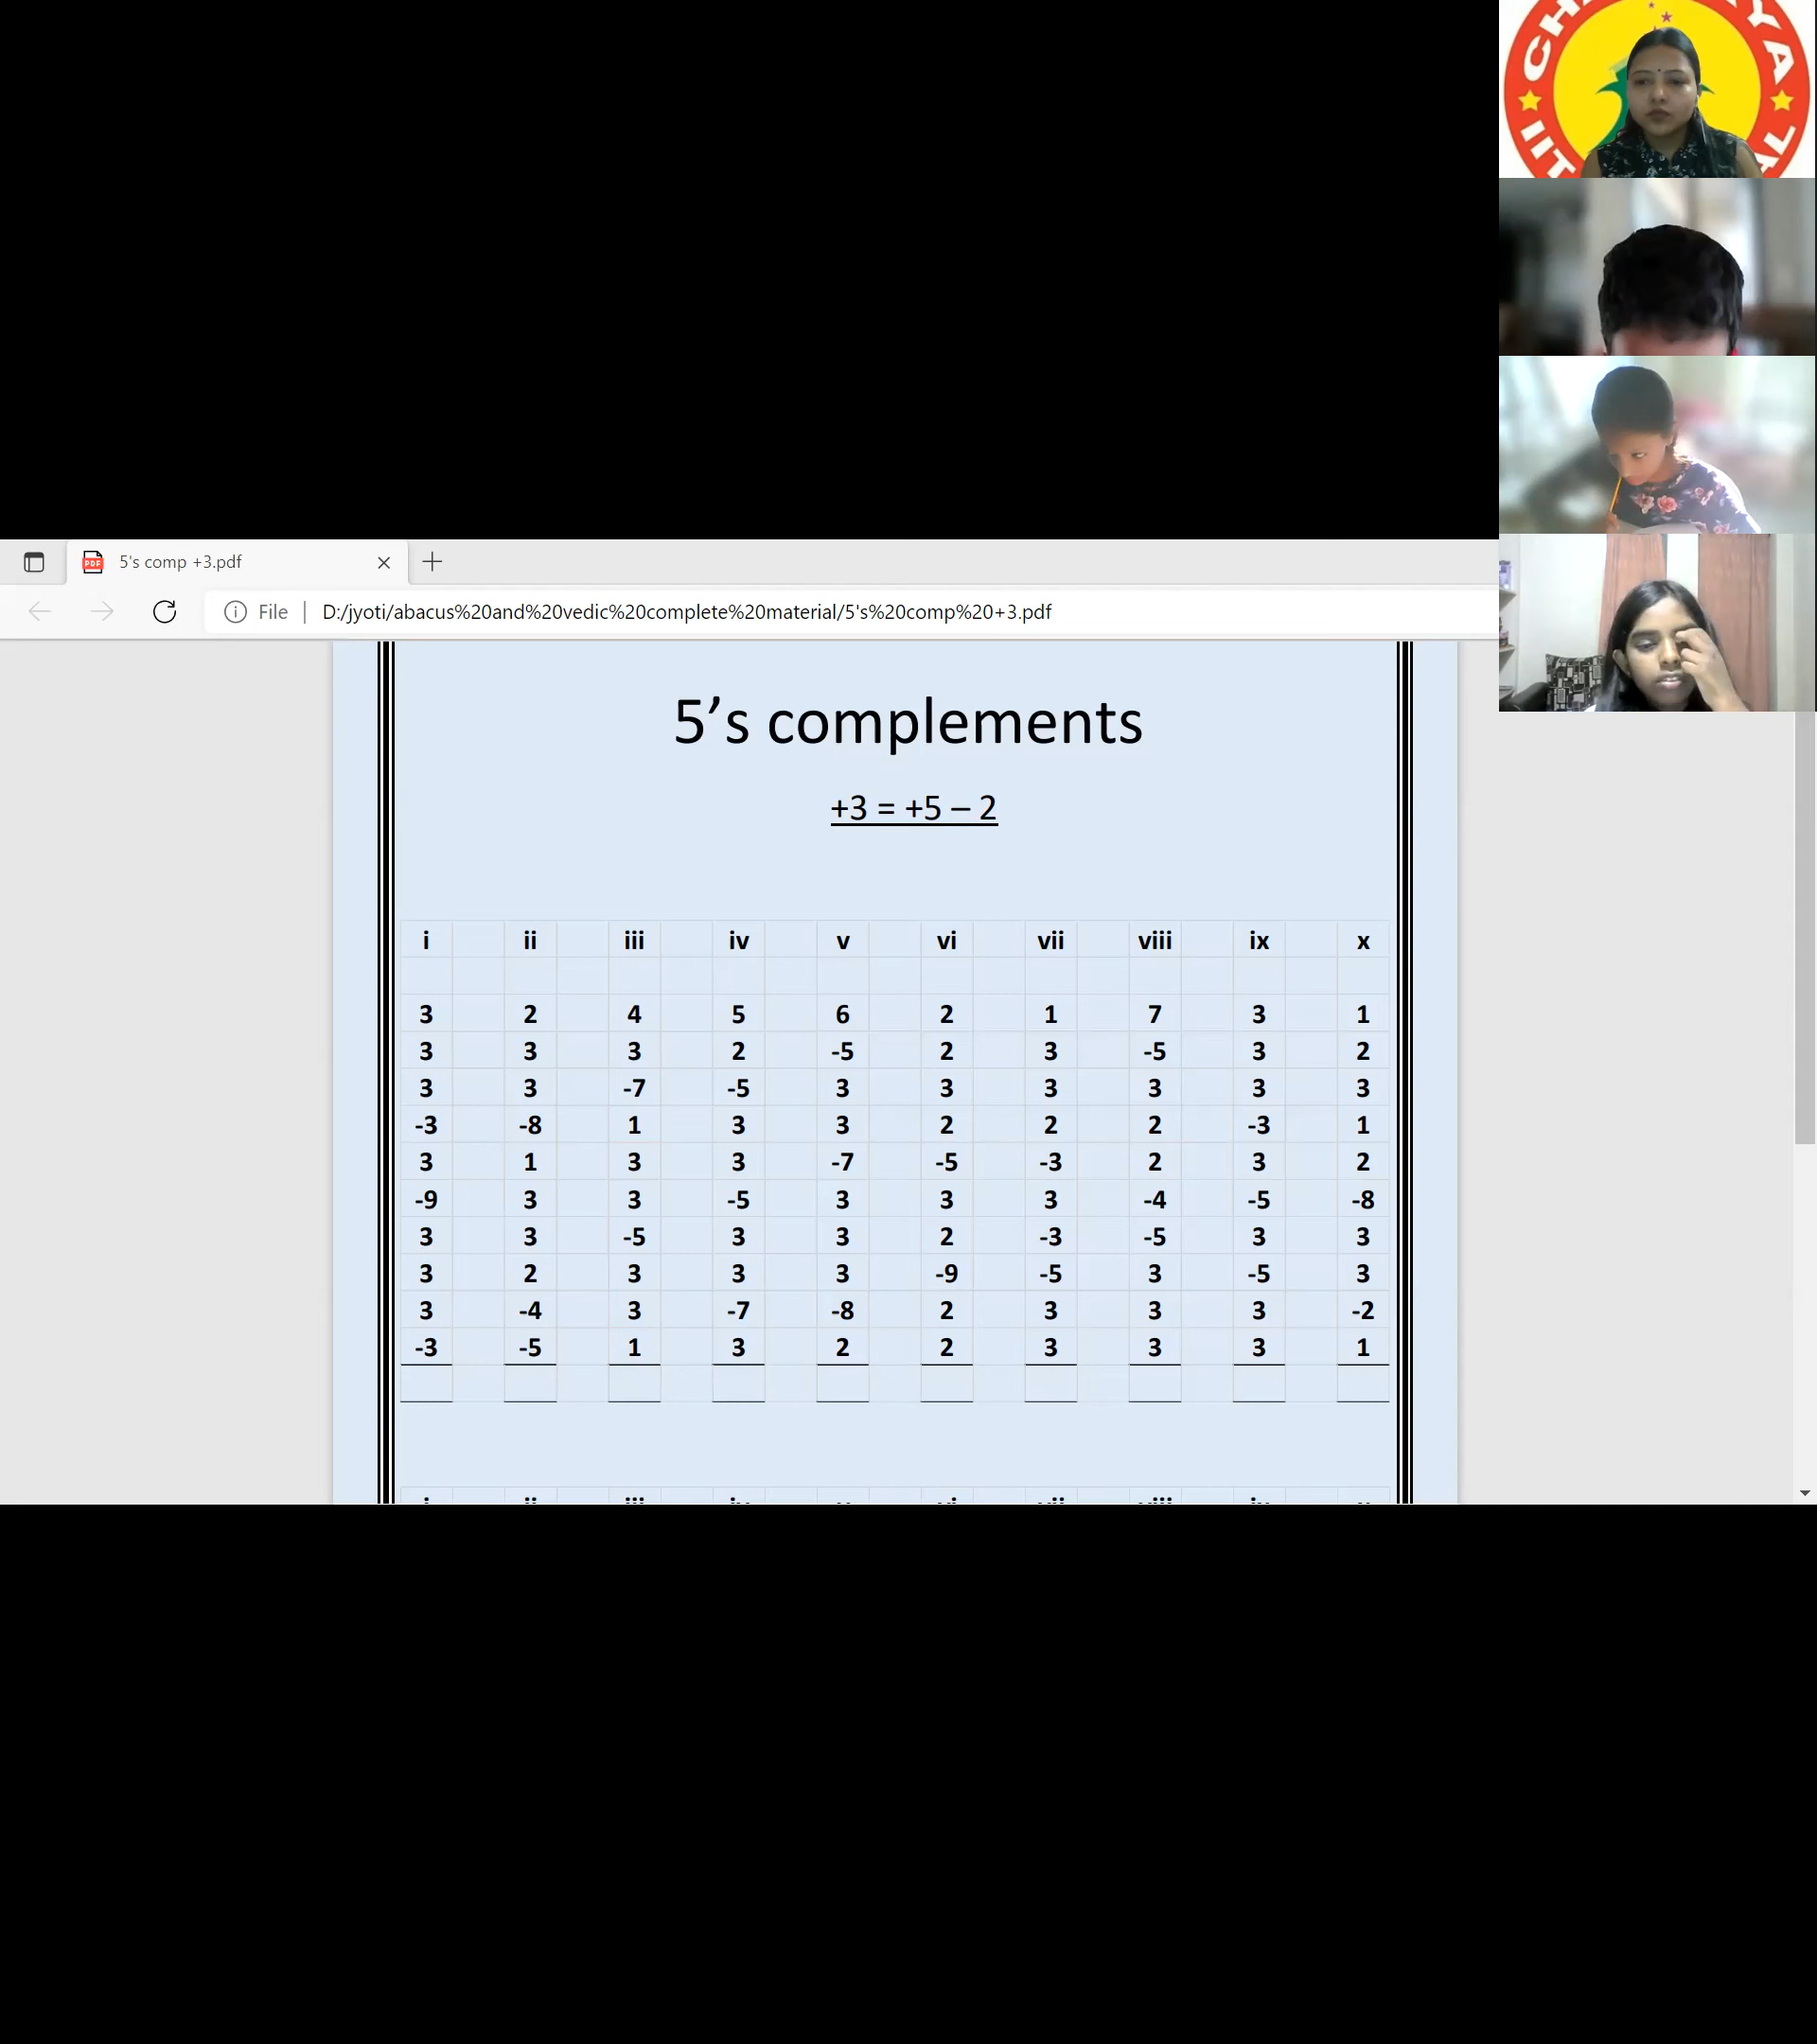 5's comp +3.pdf
File | D:/jyoti/abacus%20and%20vedic%20complete%20material/5's%20comp%20+3.pdf
5’s complements
+3 = +5 – 2
i ii iii iv v vi vii viii ix x
3 2 4 5 6 2 1 7 3 1
3 3 3 2 -5 2 3 -5 3 2
3 3 -7 -5 3 3 3 3 3 3
-3 -8 1 3 3 2 2 2 -3 1
3 1 3 3 -7 -5 -3 2 3 2
-9 3 3 -5 3 3 3 -4 -5 -8
3 3 -5 3 3 2 -3 -5 3 3
3 2 3 3 3 -9 -5 3 -5 3
3 -4 3 -7 -8 2 3 3 3 -2
-3 -5 1 3 2 2 3 3 3 1